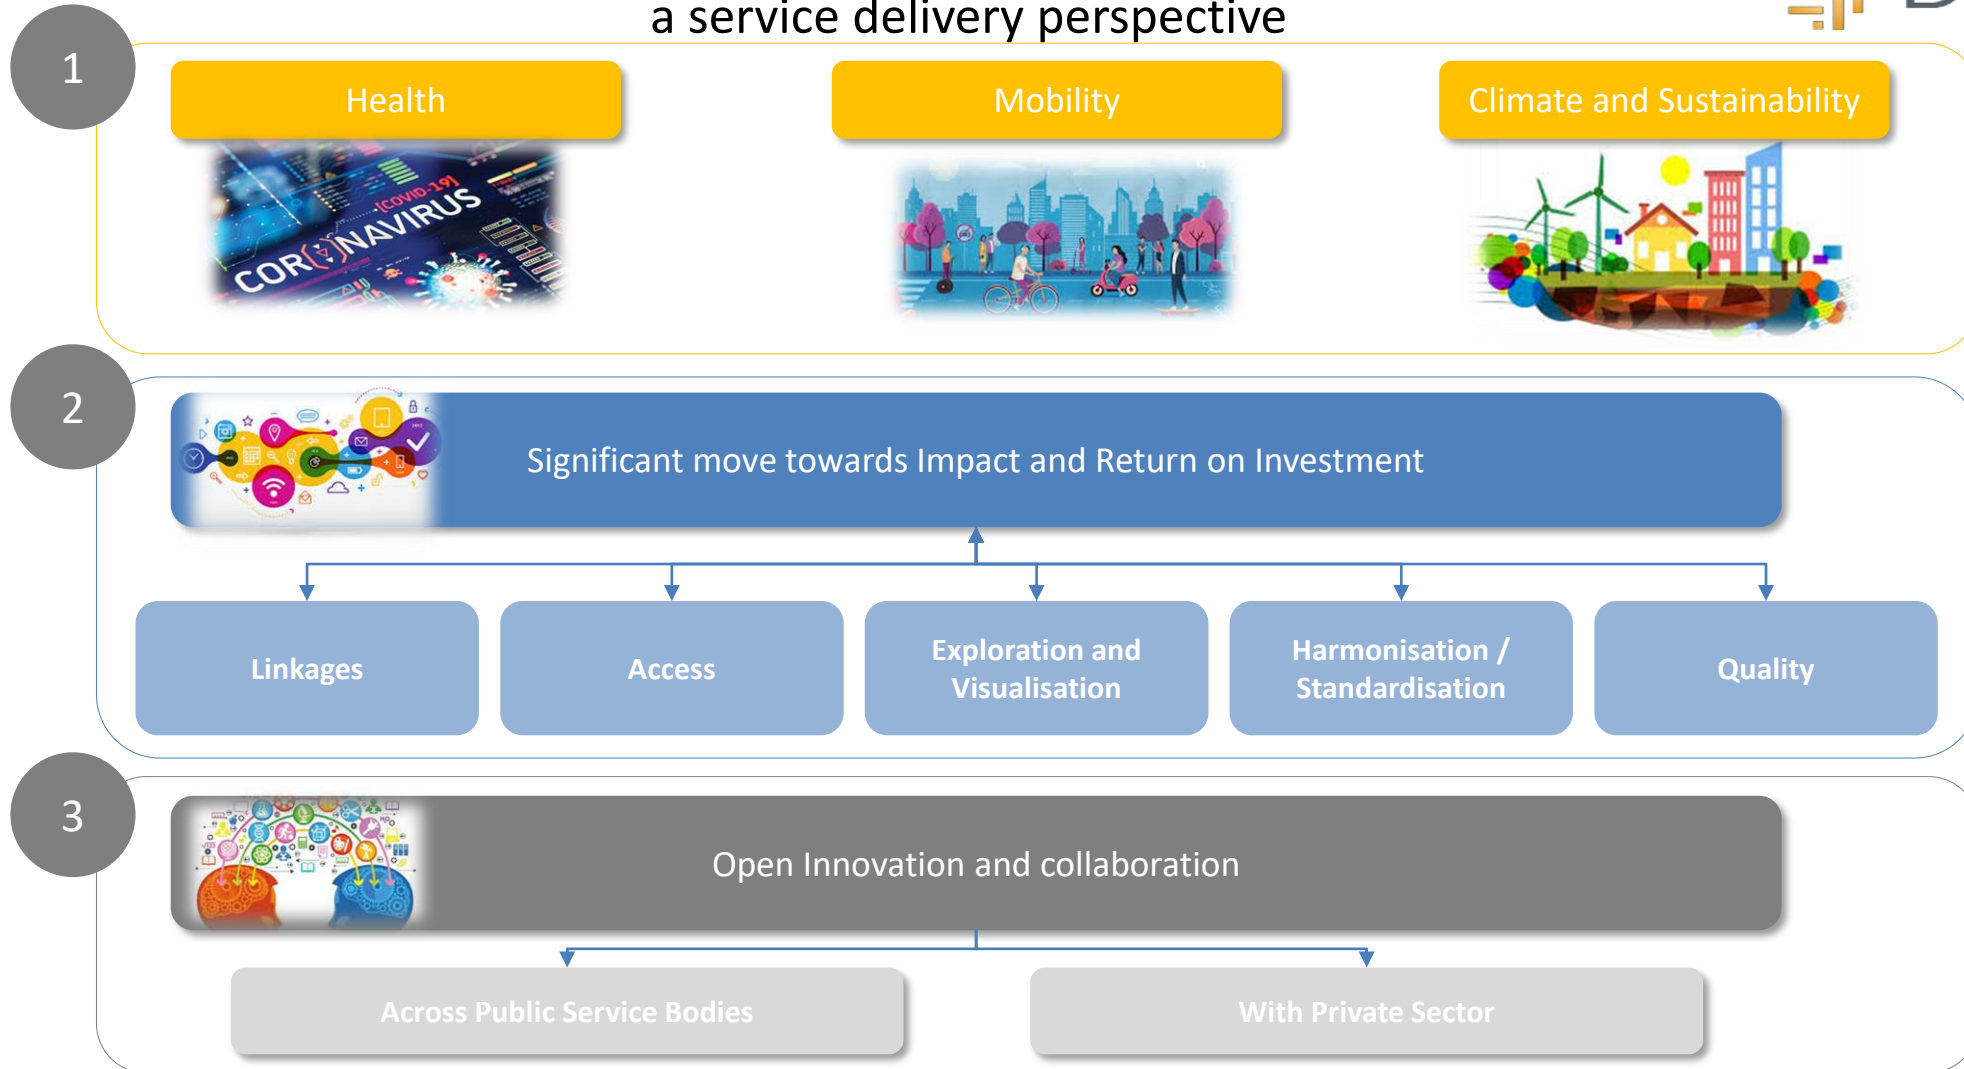 a service delivery perspective
1
Health
Mobility
Climate and Sustainability
[COVID-19]
CORONAVIRUS
2
Significant move towards Impact and Return on Investment
Linkages
Access
Exploration and
Visualisation
Harmonisation /
Standardisation
Quality
3
Open Innovation and collaboration
Across Public Service Bodies
With Private Sector